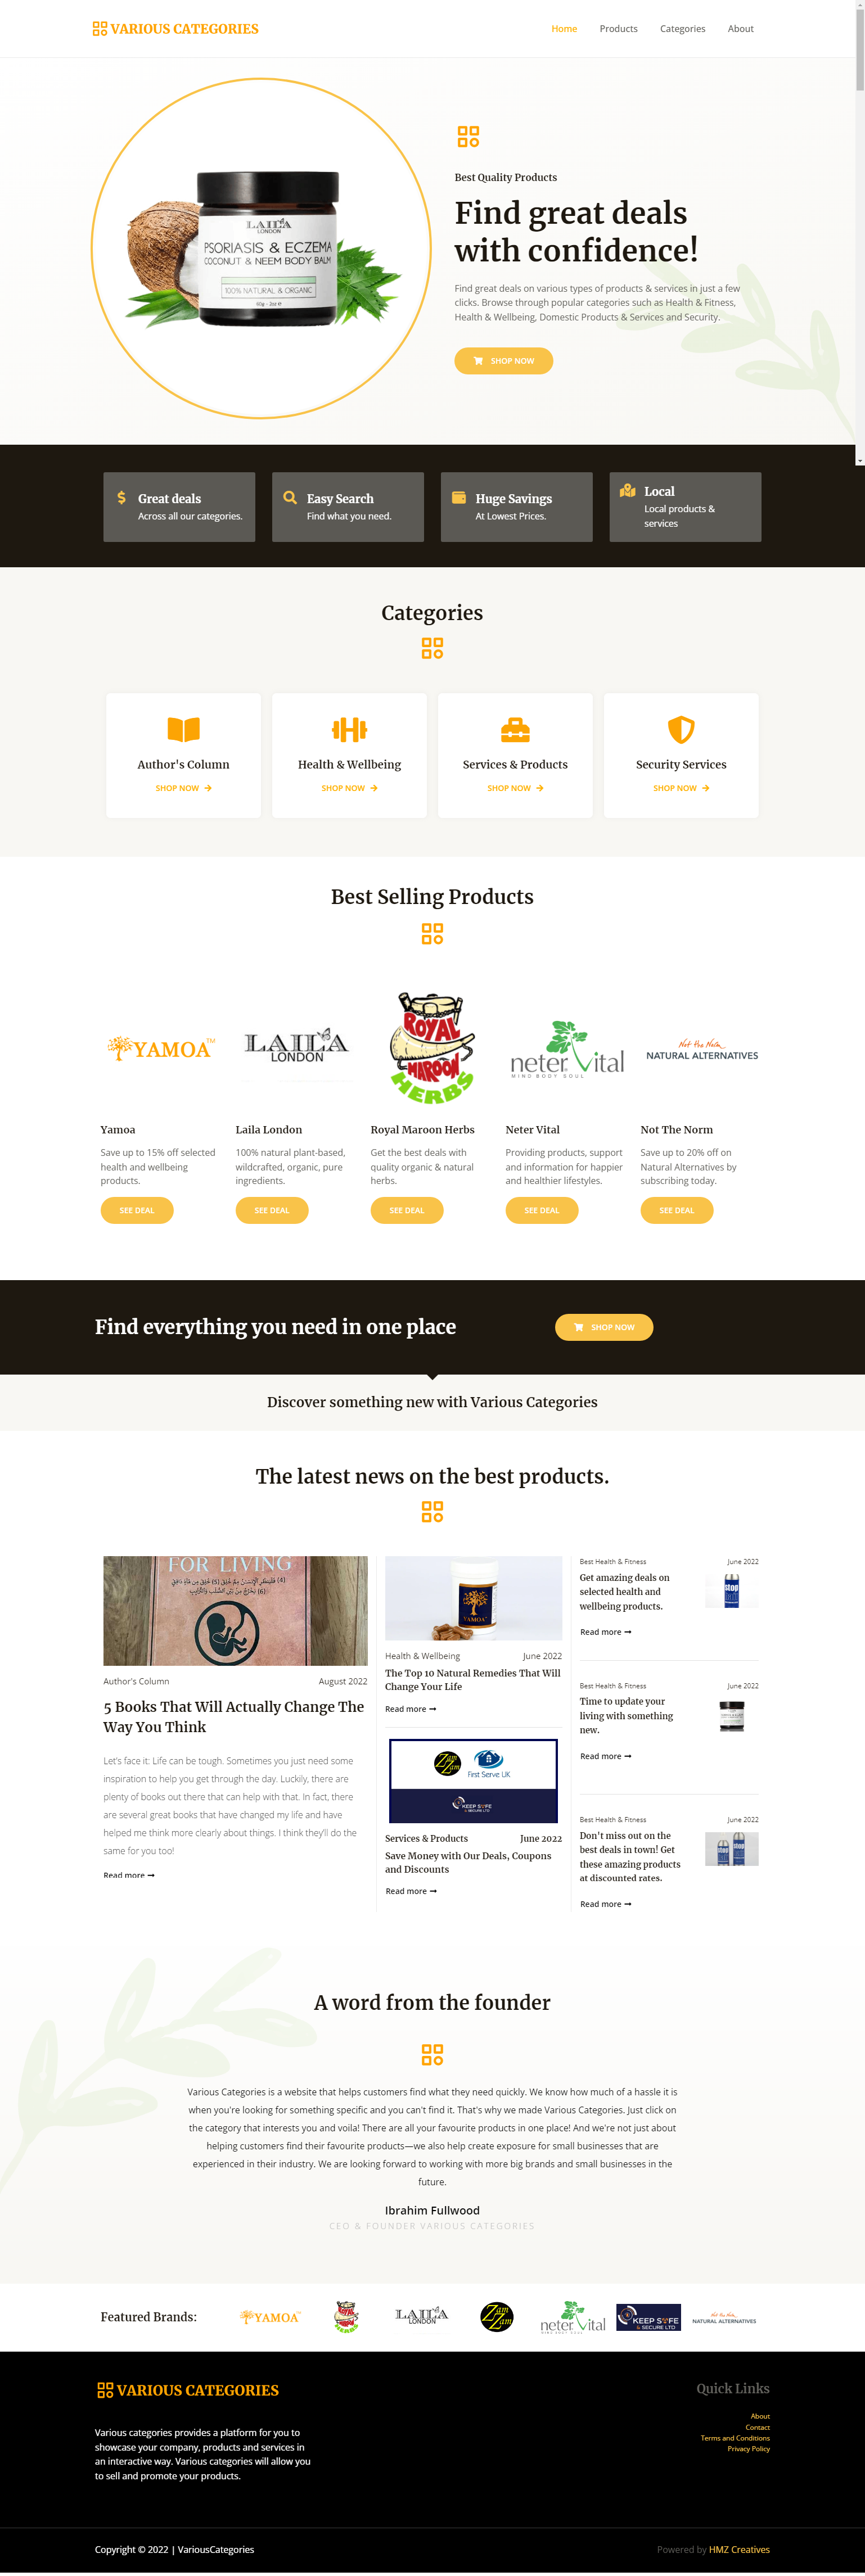 VARIOUS CATEGORIES
Home Products Categories About
LAILA
LONDON
PSORIASIS & ECZEMA
COCONUT & NEEM BODY BALM
100% NATURAL & ORGANIC
60g - 2oz e
Best Quality Products
Find great deals
with confidence!
Find great deals on various types of products & services in just a few
clicks. Browse through popular categories such as Health & Fitness,
Health & Wellbeing, Domestic Products & Services and Security.
SHOP NOW
Great deals
Across all our categories.
Easy Search
Find what you need.
Huge Savings
At Lowest Prices.
Local
Local products &
services
Categories
Author's Column
SHOP NOW
Health & Wellbeing
SHOP NOW
Services & Products
SHOP NOW
Security Services
SHOP NOW
Best Selling Products
YAMOA™
Yamoa
Save up to 15% off selected
health and wellbeing
products.
SEE DEAL
LAILA
LONDON
Laila London
100% natural plant-based,
wildcrafted, organic, pure
ingredients.
SEE DEAL
ROYAL
MAROON
HERBS
Royal Maroon Herbs
Get the best deals with
quality organic & natural
herbs.
SEE DEAL
neter vital
MIND BODY SOUL
Neter Vital
Providing products, support
and information for happier
and healthier lifestyles.
SEE DEAL
Not the Norm
NATURAL ALTERNATIVES
Not The Norm
Save up to 20% off on
Natural Alternatives by
subscribing today.
SEE DEAL
Find everything you need in one place
SHOP NOW
Discover something new with Various Categories
The latest news on the best products.
FOR LIVING
Author's Column August 2022
5 Books That Will Actually Change The
Way You Think
Let's face it: Life can be tough. Sometimes you just need some
inspiration to help you get through the day. Luckily, there are
plenty of books out there that can help with that. In fact, there
are several great books that have changed my life and have
helped me think more clearly about things. I think they'll do the
same for you too!
Read more
YAMOA
Health & Wellbeing June 2022
The Top 10 Natural Remedies That Will
Change Your Life
Read more
Zam Zam
First Serve UK
KEEP SAFE
& SECURE LTD
Services & Products June 2022
Save Money with Our Deals, Coupons
and Discounts
Read more
Best Health & Fitness June 2022
Get amazing deals on
selected health and
wellbeing products.
stop
Read more
Best Health & Fitness June 2022
Time to update your
living with something
new.
Read more
Best Health & Fitness June 2022
Don't miss out on the
best deals in town! Get
these amazing products
at discounted rates.
Read more
A word from the founder
Various Categories is a website that helps customers find what they need quickly. We know how much of a hassle it is
when you're looking for something specific and you can't find it. That's why we made Various Categories. Just click on
the category that interests you and voila! There are all your favourite products in one place! And we're not just about
helping customers find their favourite products—we also help create exposure for small businesses that are
experienced in their industry. We are looking forward to working with more big brands and small businesses in the
future.
Ibrahim Fullwood
CEO & FOUNDER VARIOUS CATEGORIES
Featured Brands:
YAMOA
ROYAL
MAROON
HERBS
LAILA
LONDON
Zam Zam
neter vital
MIND BODY SOUL
KEEP SAFE
& SECURE LTD
Not the Norm
NATURAL ALTERNATIVES
VARIOUS CATEGORIES
Various categories provides a platform for you to
showcase your company, products and services in
an interactive way. Various categories will allow you
to sell and promote your products.
Quick Links
About
Contact
Terms and Conditions
Privacy Policy
Copyright © 2022 | VariousCategories
Powered by HMZ Creatives